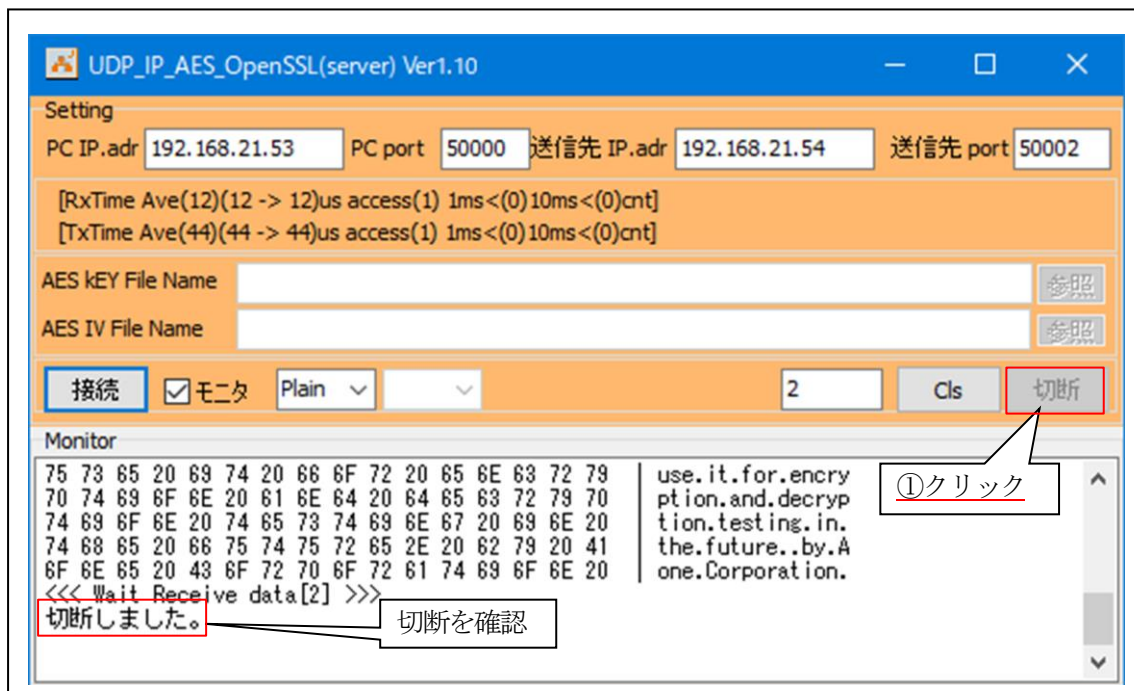 UDP_IP_AES_OpenSSL(server) Ver1.10
Setting
PC IP.adr 192.168.21.53 PC port 50000 送信先 IP.adr 192.168.21.54 送信先 port 50002
[RxTime Ave(12)(12 -> 12)us access(1) 1ms<(0)10ms<(0)cnt]
[TxTime Ave(44)(44 -> 44)us access(1) 1ms<(0)10ms<(0)cnt]
AES kEY File Name 参照
AES IV File Name 参照
接続 モニタ Plain 2 Cls 切断
Monitor
75 73 65 20 69 74 20 66 6F 72 20 65 6E 63 72 79 | use.it.for.encry
70 74 69 6F 6E 20 61 6E 64 20 64 65 63 72 79 70 | ption.and.decryp
74 69 6F 6E 20 74 65 73 74 69 6E 67 20 69 6E 20 | tion.testing.in.
74 68 65 20 66 75 74 75 72 65 2E 20 62 79 20 41 | the.future..by.A
6F 6E 65 20 43 6F 72 70 6F 72 61 74 69 6F 6E 20 | one.Corporation.
①クリック
<<< Wait Receive data[2] >>>
切断しました。
切断を確認